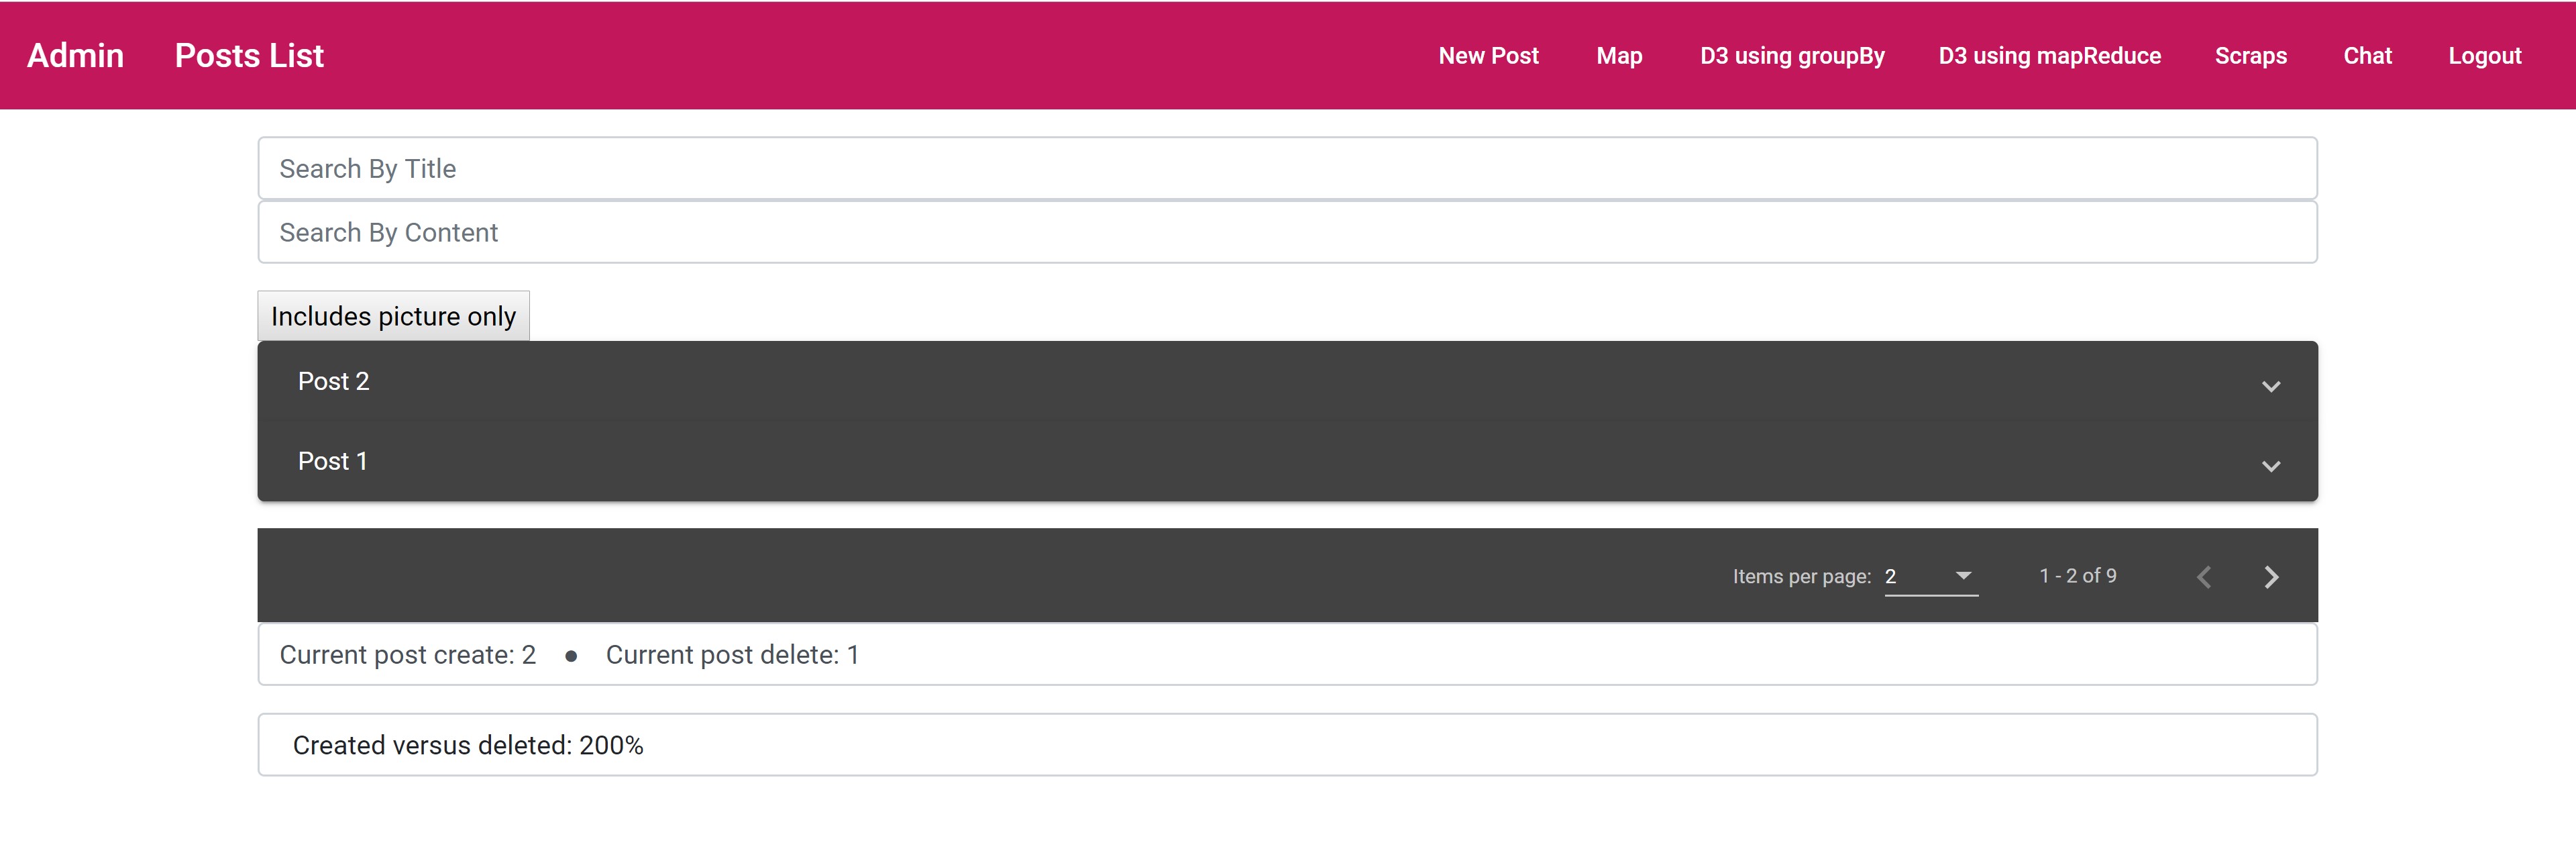 Admin Posts List New Post Map D3 using groupBy D3 using mapReduce Scraps Chat Logout
Search By Title
Search By Content
Includes picture only
Post 2
Post 1
Items per page: 2 1 - 2 of 9
Current post create: 2 ● Current post delete: 1
Created versus deleted: 200%